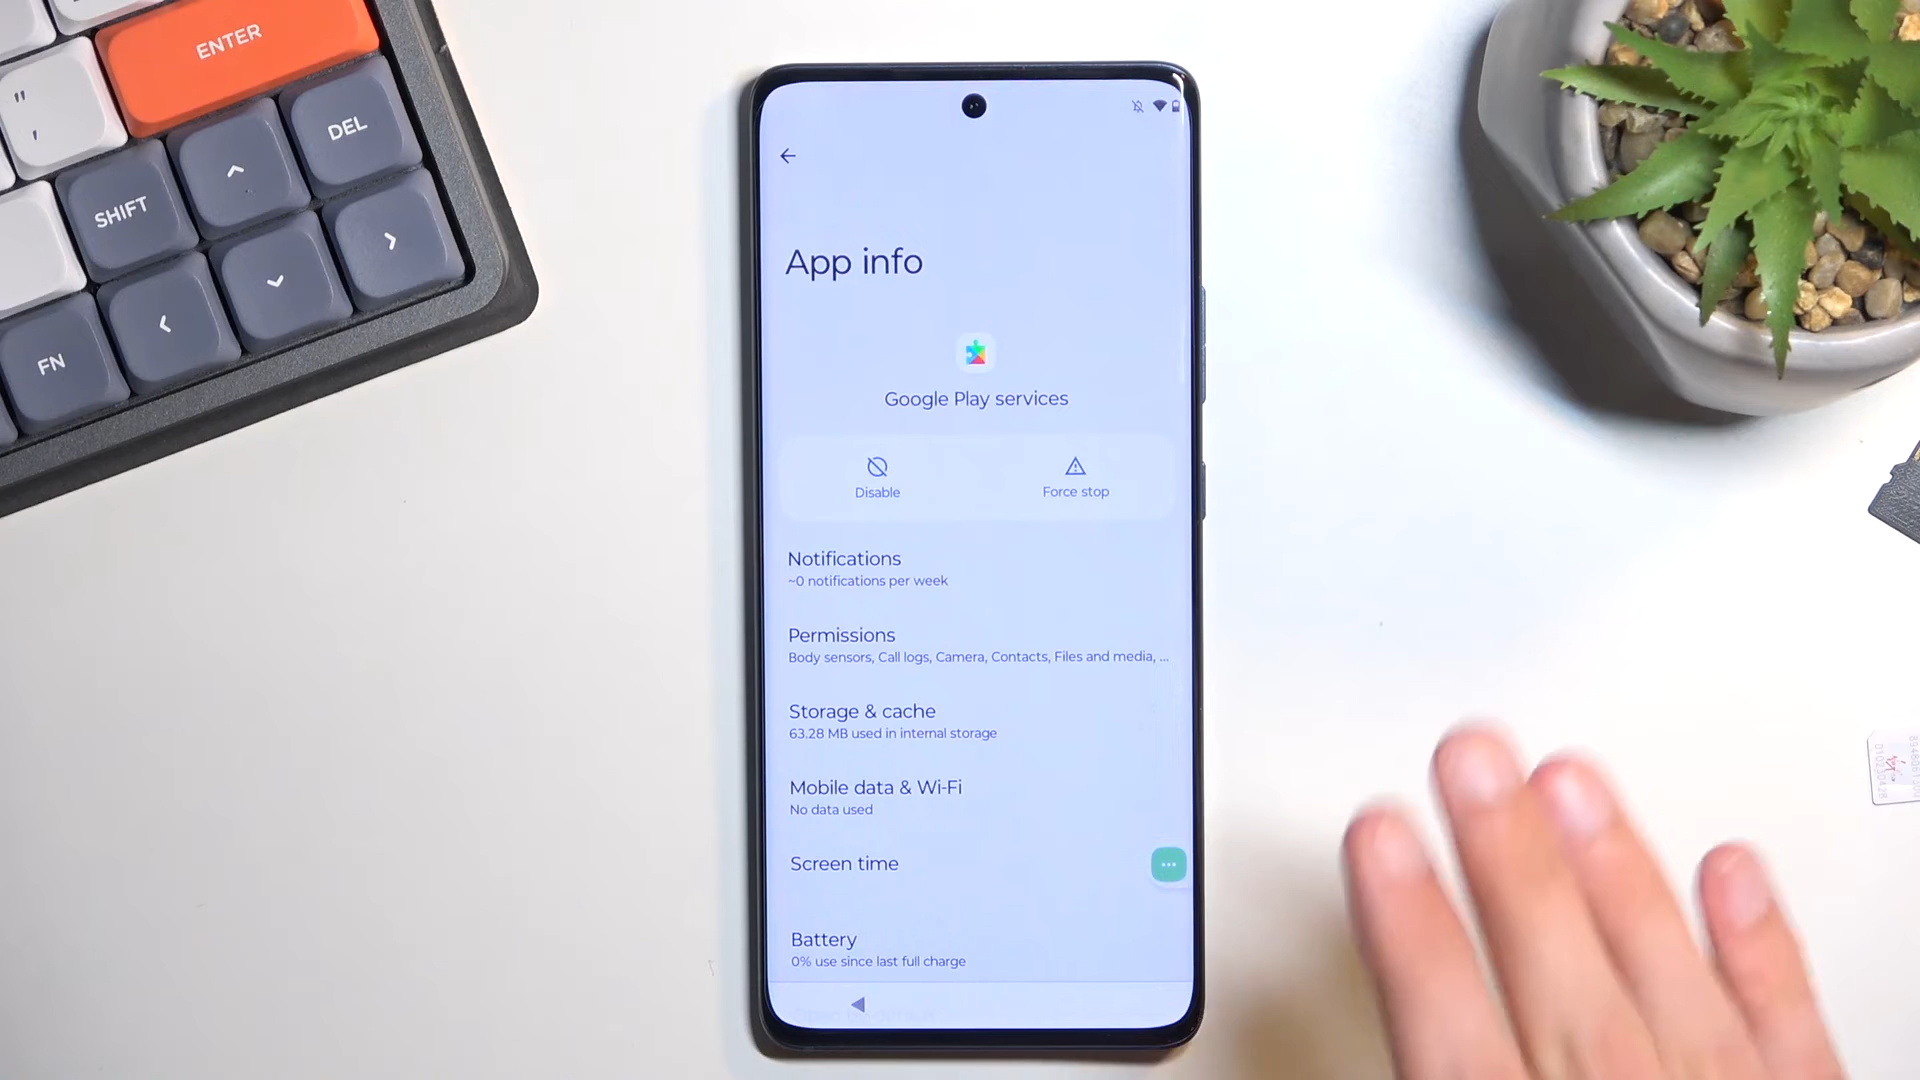 ENTER
"
,
DEL
SHIFT
FN
App info
Google Play services
Disable
Force stop
Notifications
~0 notifications per week
Permissions
Body sensors, Call logs, Camera, Contacts, Files and media, ...
Storage & cache
63.28 MB used in internal storage
Mobile data & Wi-Fi
No data used
Screen time
Battery
0% use since last full charge